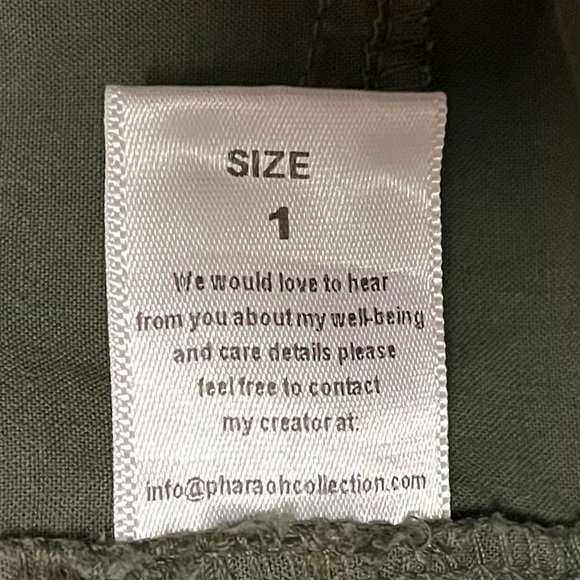 SIZE
1
We would love to hear
from you about my well-being
and care details please
feel free to contact
my creator at:
info@pharaohcollection.com